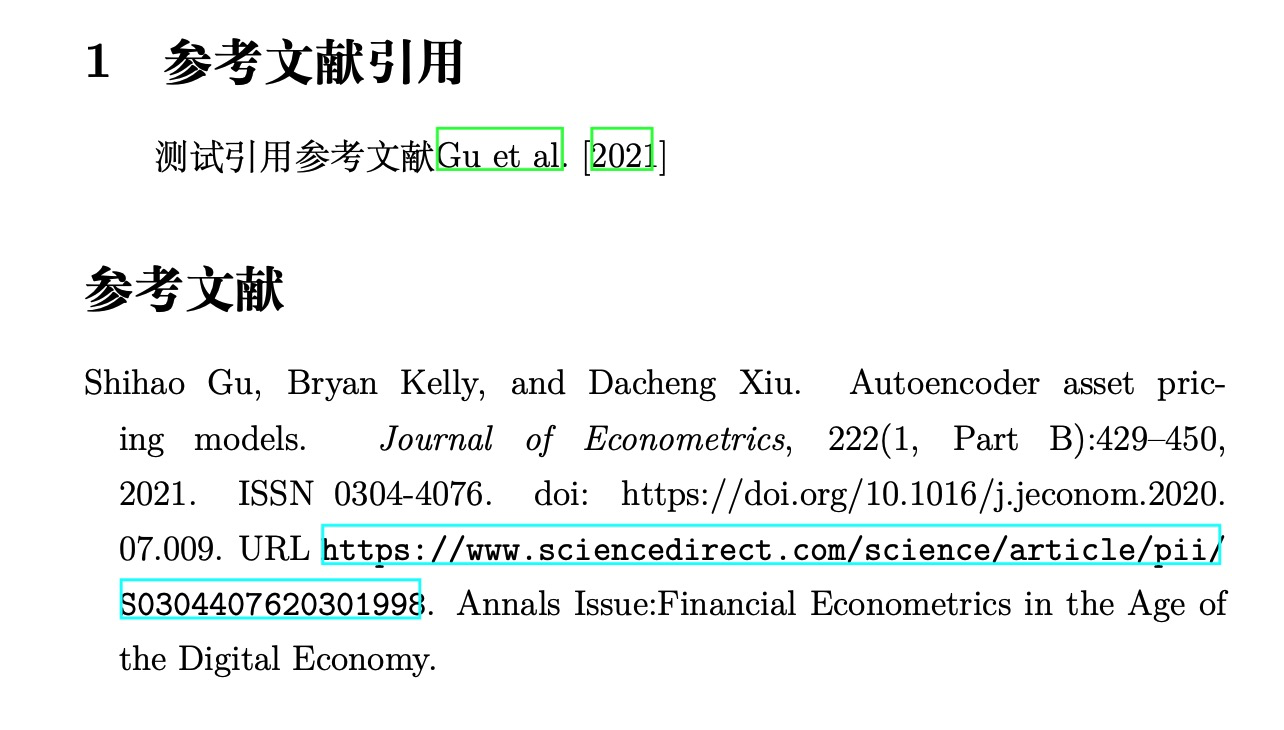 1 参考文献引用
测试引用参考文献Gu et al. [2021]
参考文献
Shihao Gu, Bryan Kelly, and Dacheng Xiu. Autoencoder asset pric-
ing models. Journal of Econometrics, 222(1, Part B):429–450,
2021. ISSN 0304-4076. doi: https://doi.org/10.1016/j.jeconom.2020.
07.009. URL https://www.sciencedirect.com/science/article/pii/
S0304407620301998. Annals Issue:Financial Econometrics in the Age of
the Digital Economy.